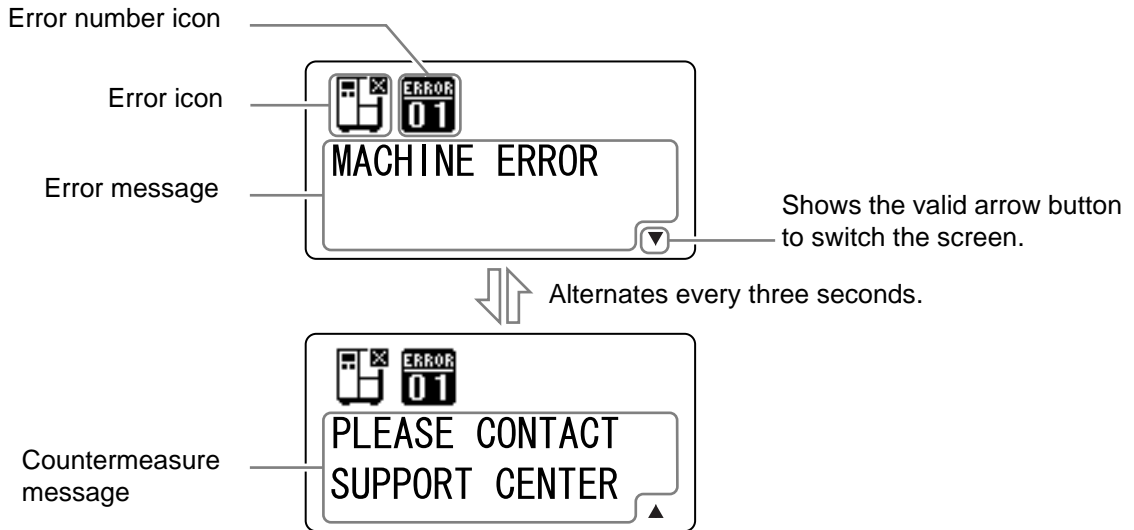 Error number icon
Error icon
ERROR
01
MACHINE ERROR
Error message
Shows the valid arrow button
to switch the screen.
▼
Alternates every three seconds.
ERROR
01
PLEASE CONTACT
SUPPORT CENTER
▲
Countermeasure
message